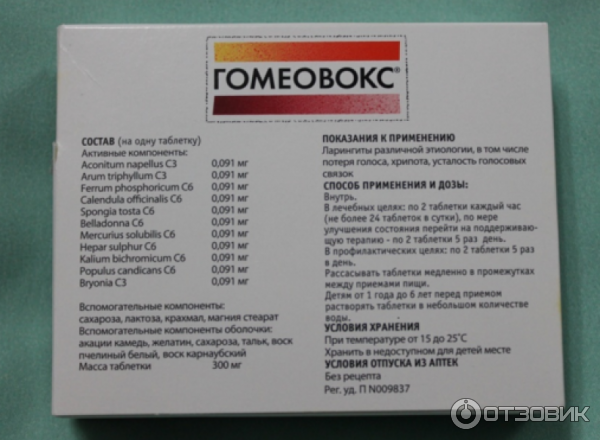 ГОМЕОВОКС®
СОСТАВ (на одну таблетку)
Активные компоненты:
Aconitum napellus C3 0,091 мг
Arum triphyllum C3 0,091 мг
Ferrum phosphoricum C6 0,091 мг
Calendula officinalis C6 0,091 мг
Spongia tosta C6 0,091 мг
Belladonna C6 0,091 мг
Mercurius solubilis C6 0,091 мг
Hepar sulphur C6 0,091 мг
Kalium bichromicum C6 0,091 мг
Populus candicans C6 0,091 мг
Bryonia C3 0,091 мг
Вспомогательные компоненты:
сахароза, лактоза, крахмал, магния стеарат
Вспомогательные компоненты оболочки:
акации камедь, желатин, сахароза, тальк, воск
пчелиный белый, воск карнаубский
Масса таблетки 300 мг
ПОКАЗАНИЯ К ПРИМЕНЕНИЮ
Ларингиты различной этиологии, в том числе
потеря голоса, хрипота, усталость голосовых
связок
СПОСОБ ПРИМЕНЕНИЯ И ДОЗЫ:
Внутрь.
В лечебных целях: по 2 таблетки каждый час
(не более 24 таблеток в сутки), по мере
улучшения состояния перейти на поддерживаю-
щую терапию - по 2 таблетки 5 раз день.
В профилактических целях: по 2 таблетки 5 раз
в день.
Рассасывать таблетки медленно в промежутках
между приемами пищи.
Детям от 1 года до 6 лет перед приемом
растворять таблетки в небольшом количестве
воды.
УСЛОВИЯ ХРАНЕНИЯ
При температуре от 15 до 25°С
Хранить в недоступном для детей месте
УСЛОВИЯ ОТПУСКА ИЗ АПТЕК
Без рецепта
Рег. уд. П N009837
ОТЗОВИК